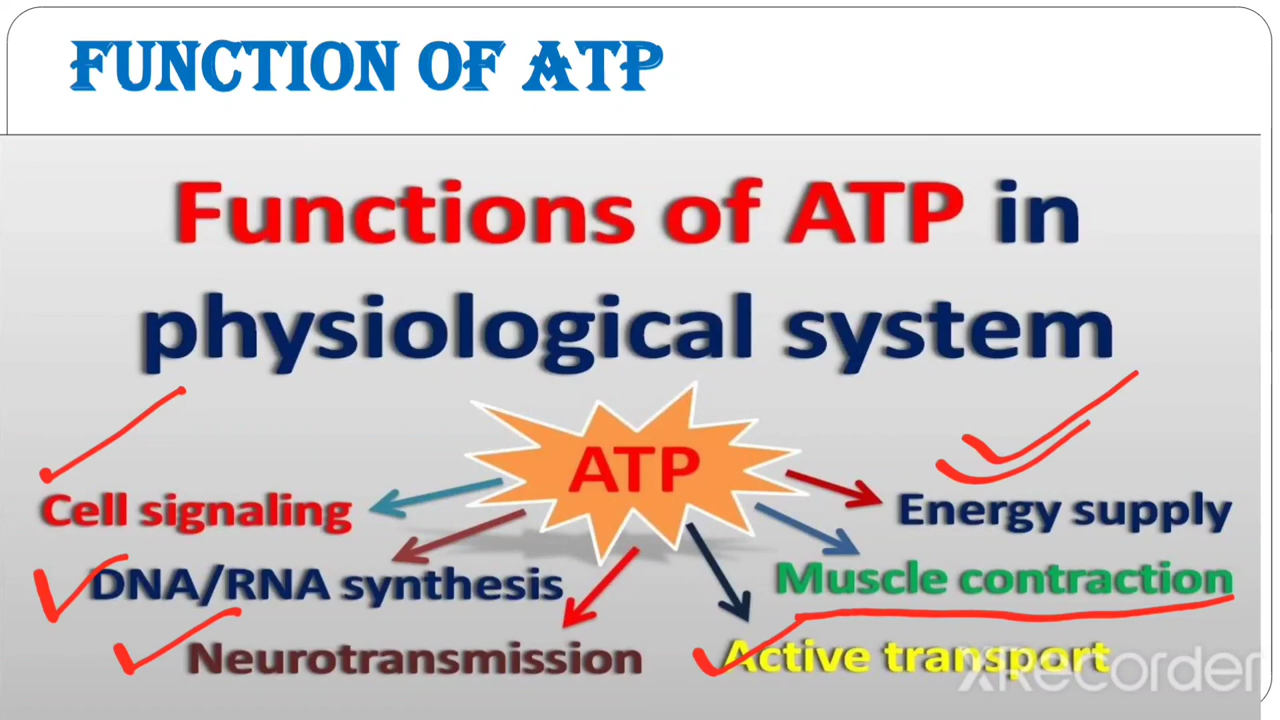 FUNCTION OF ATP
Functions of ATP in
physiological system
ATP
Cell signaling
Energy supply
DNA/RNA synthesis
Muscle contraction
Neurotransmission
Active transport
XRecorder